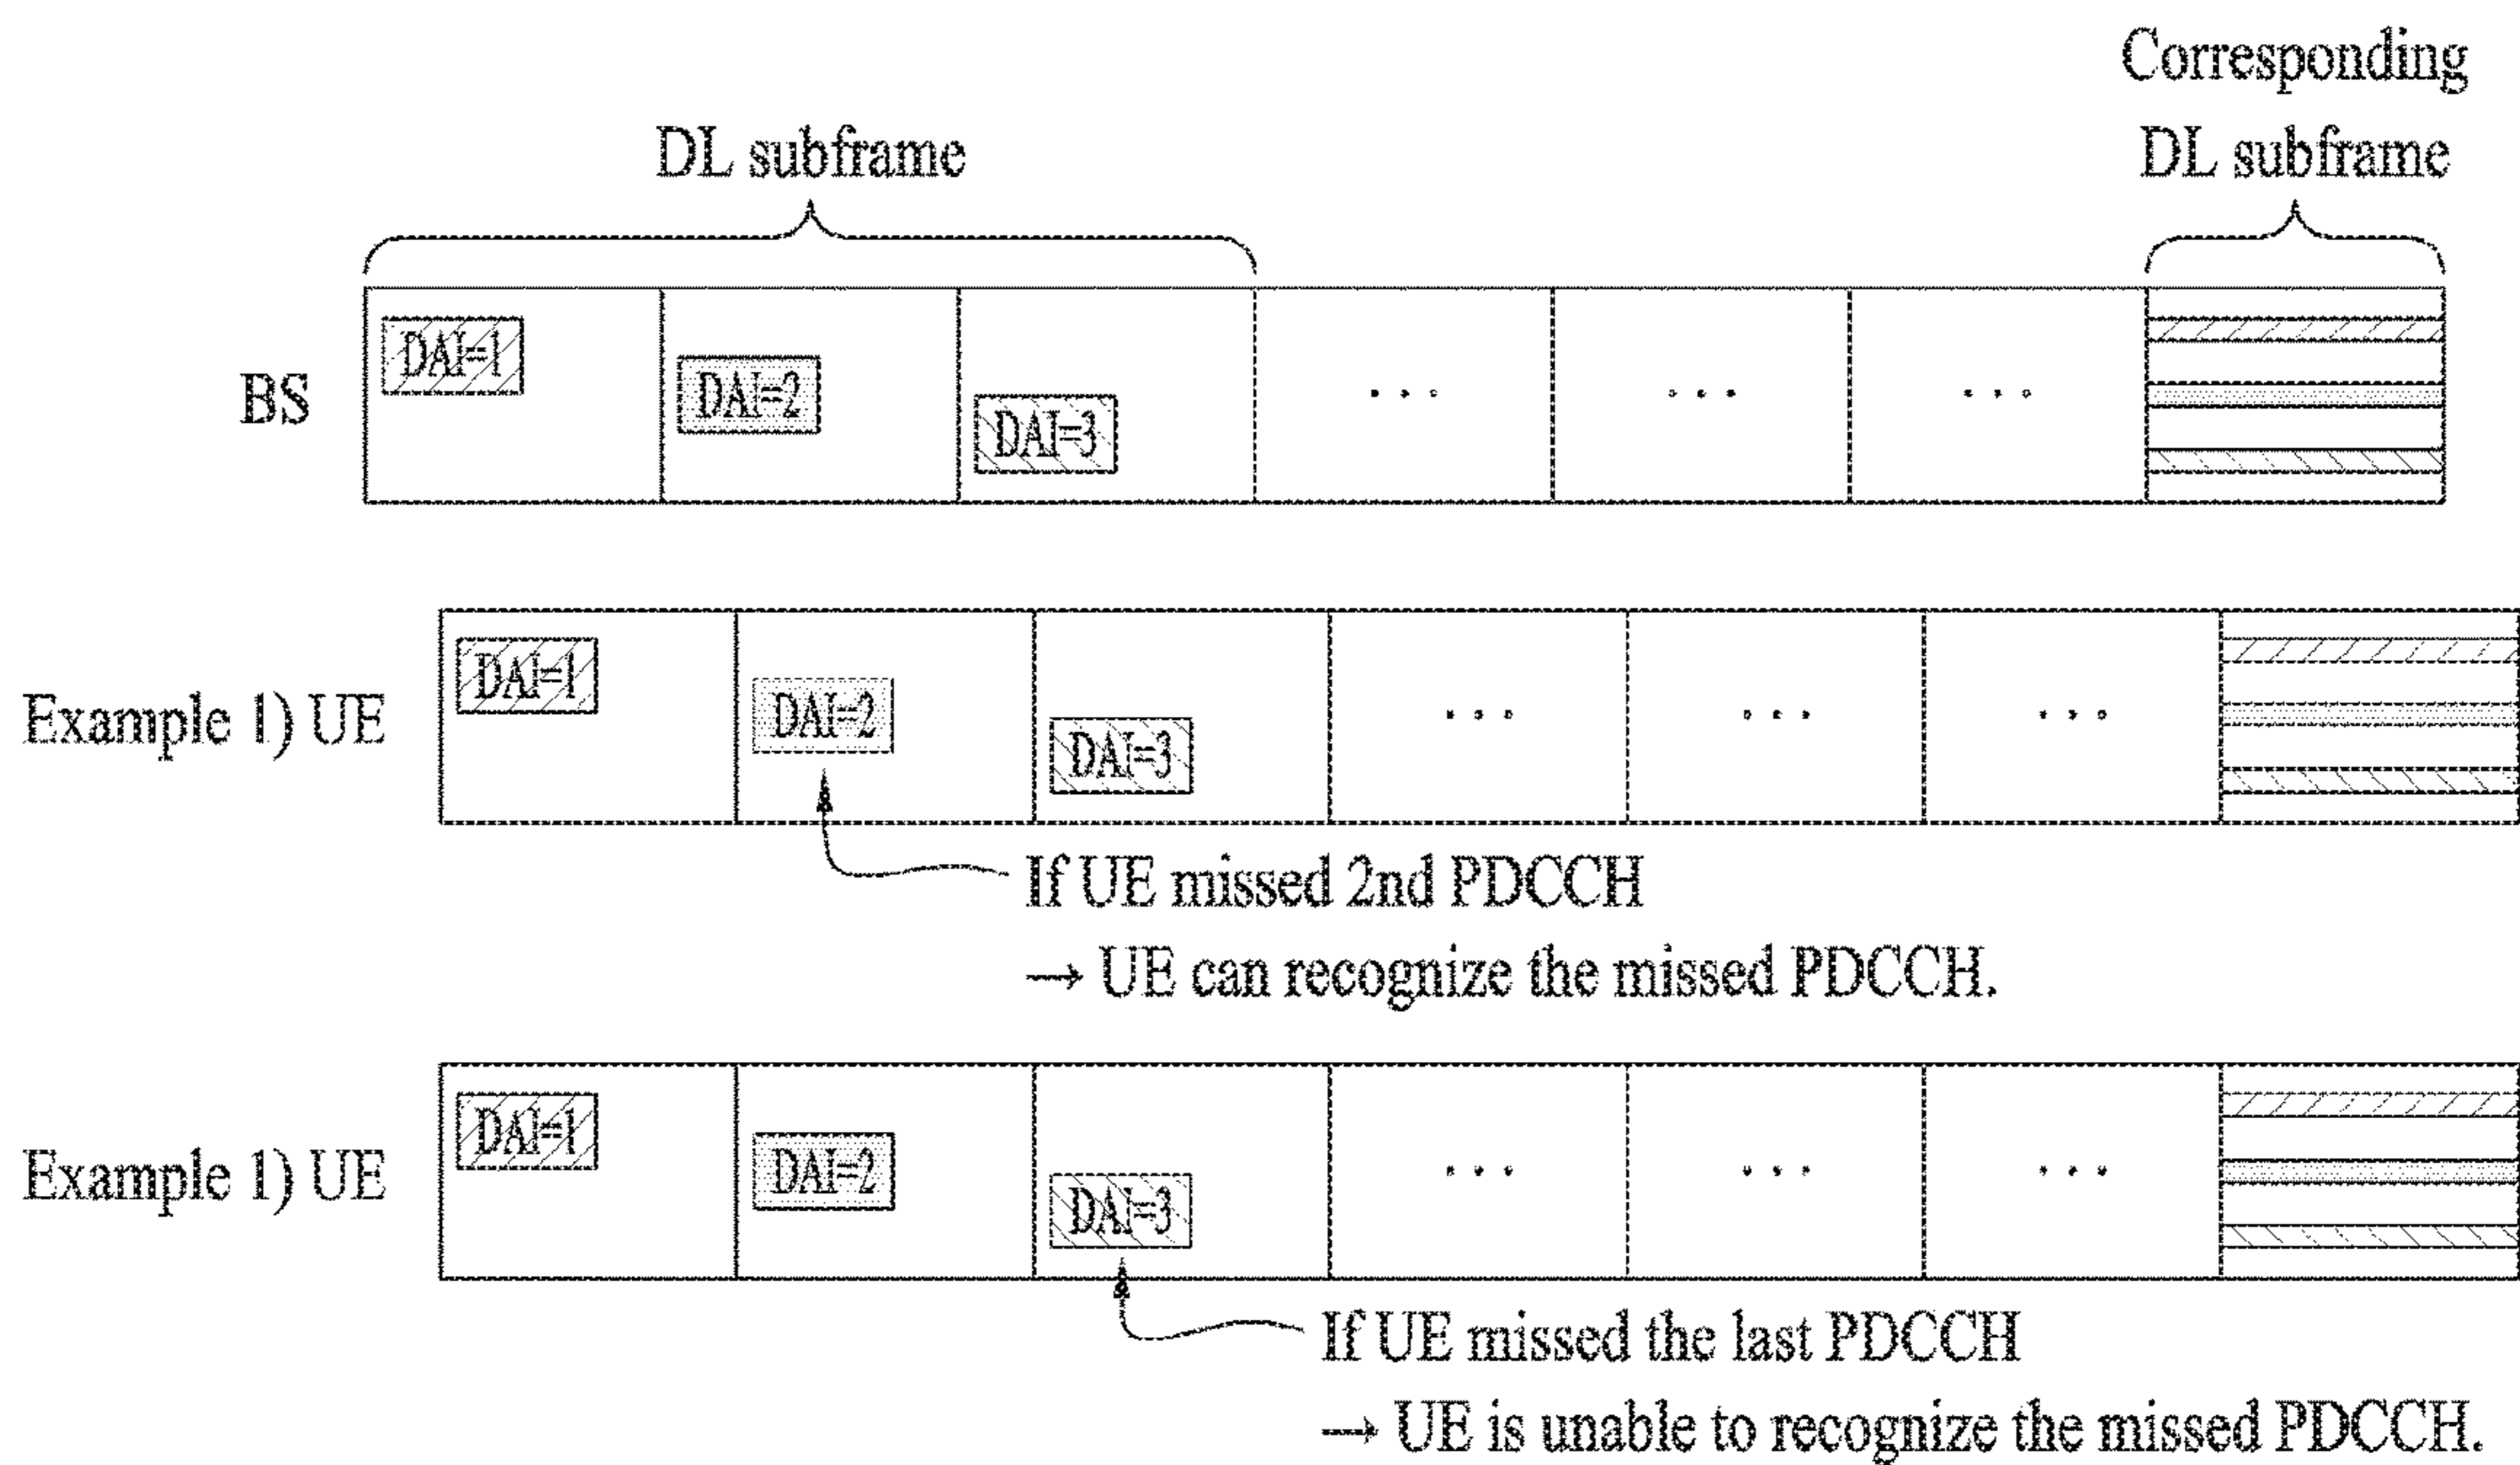 Corresponding
DL subframe
DL subframe
BS
DAI=1
DAI=2
DAI=3
• • •
• • •
• • •
Example 1) UE
DAI=1
DAI=2
DAI=3
• • •
• • •
• • •
If UE missed 2nd PDCCH
→ UE can recognize the missed PDCCH.
Example 1) UE
DAI=1
DAI=2
DAI=3
• • •
• • •
• • •
If UE missed the last PDCCH
→ UE is unable to recognize the missed PDCCH.